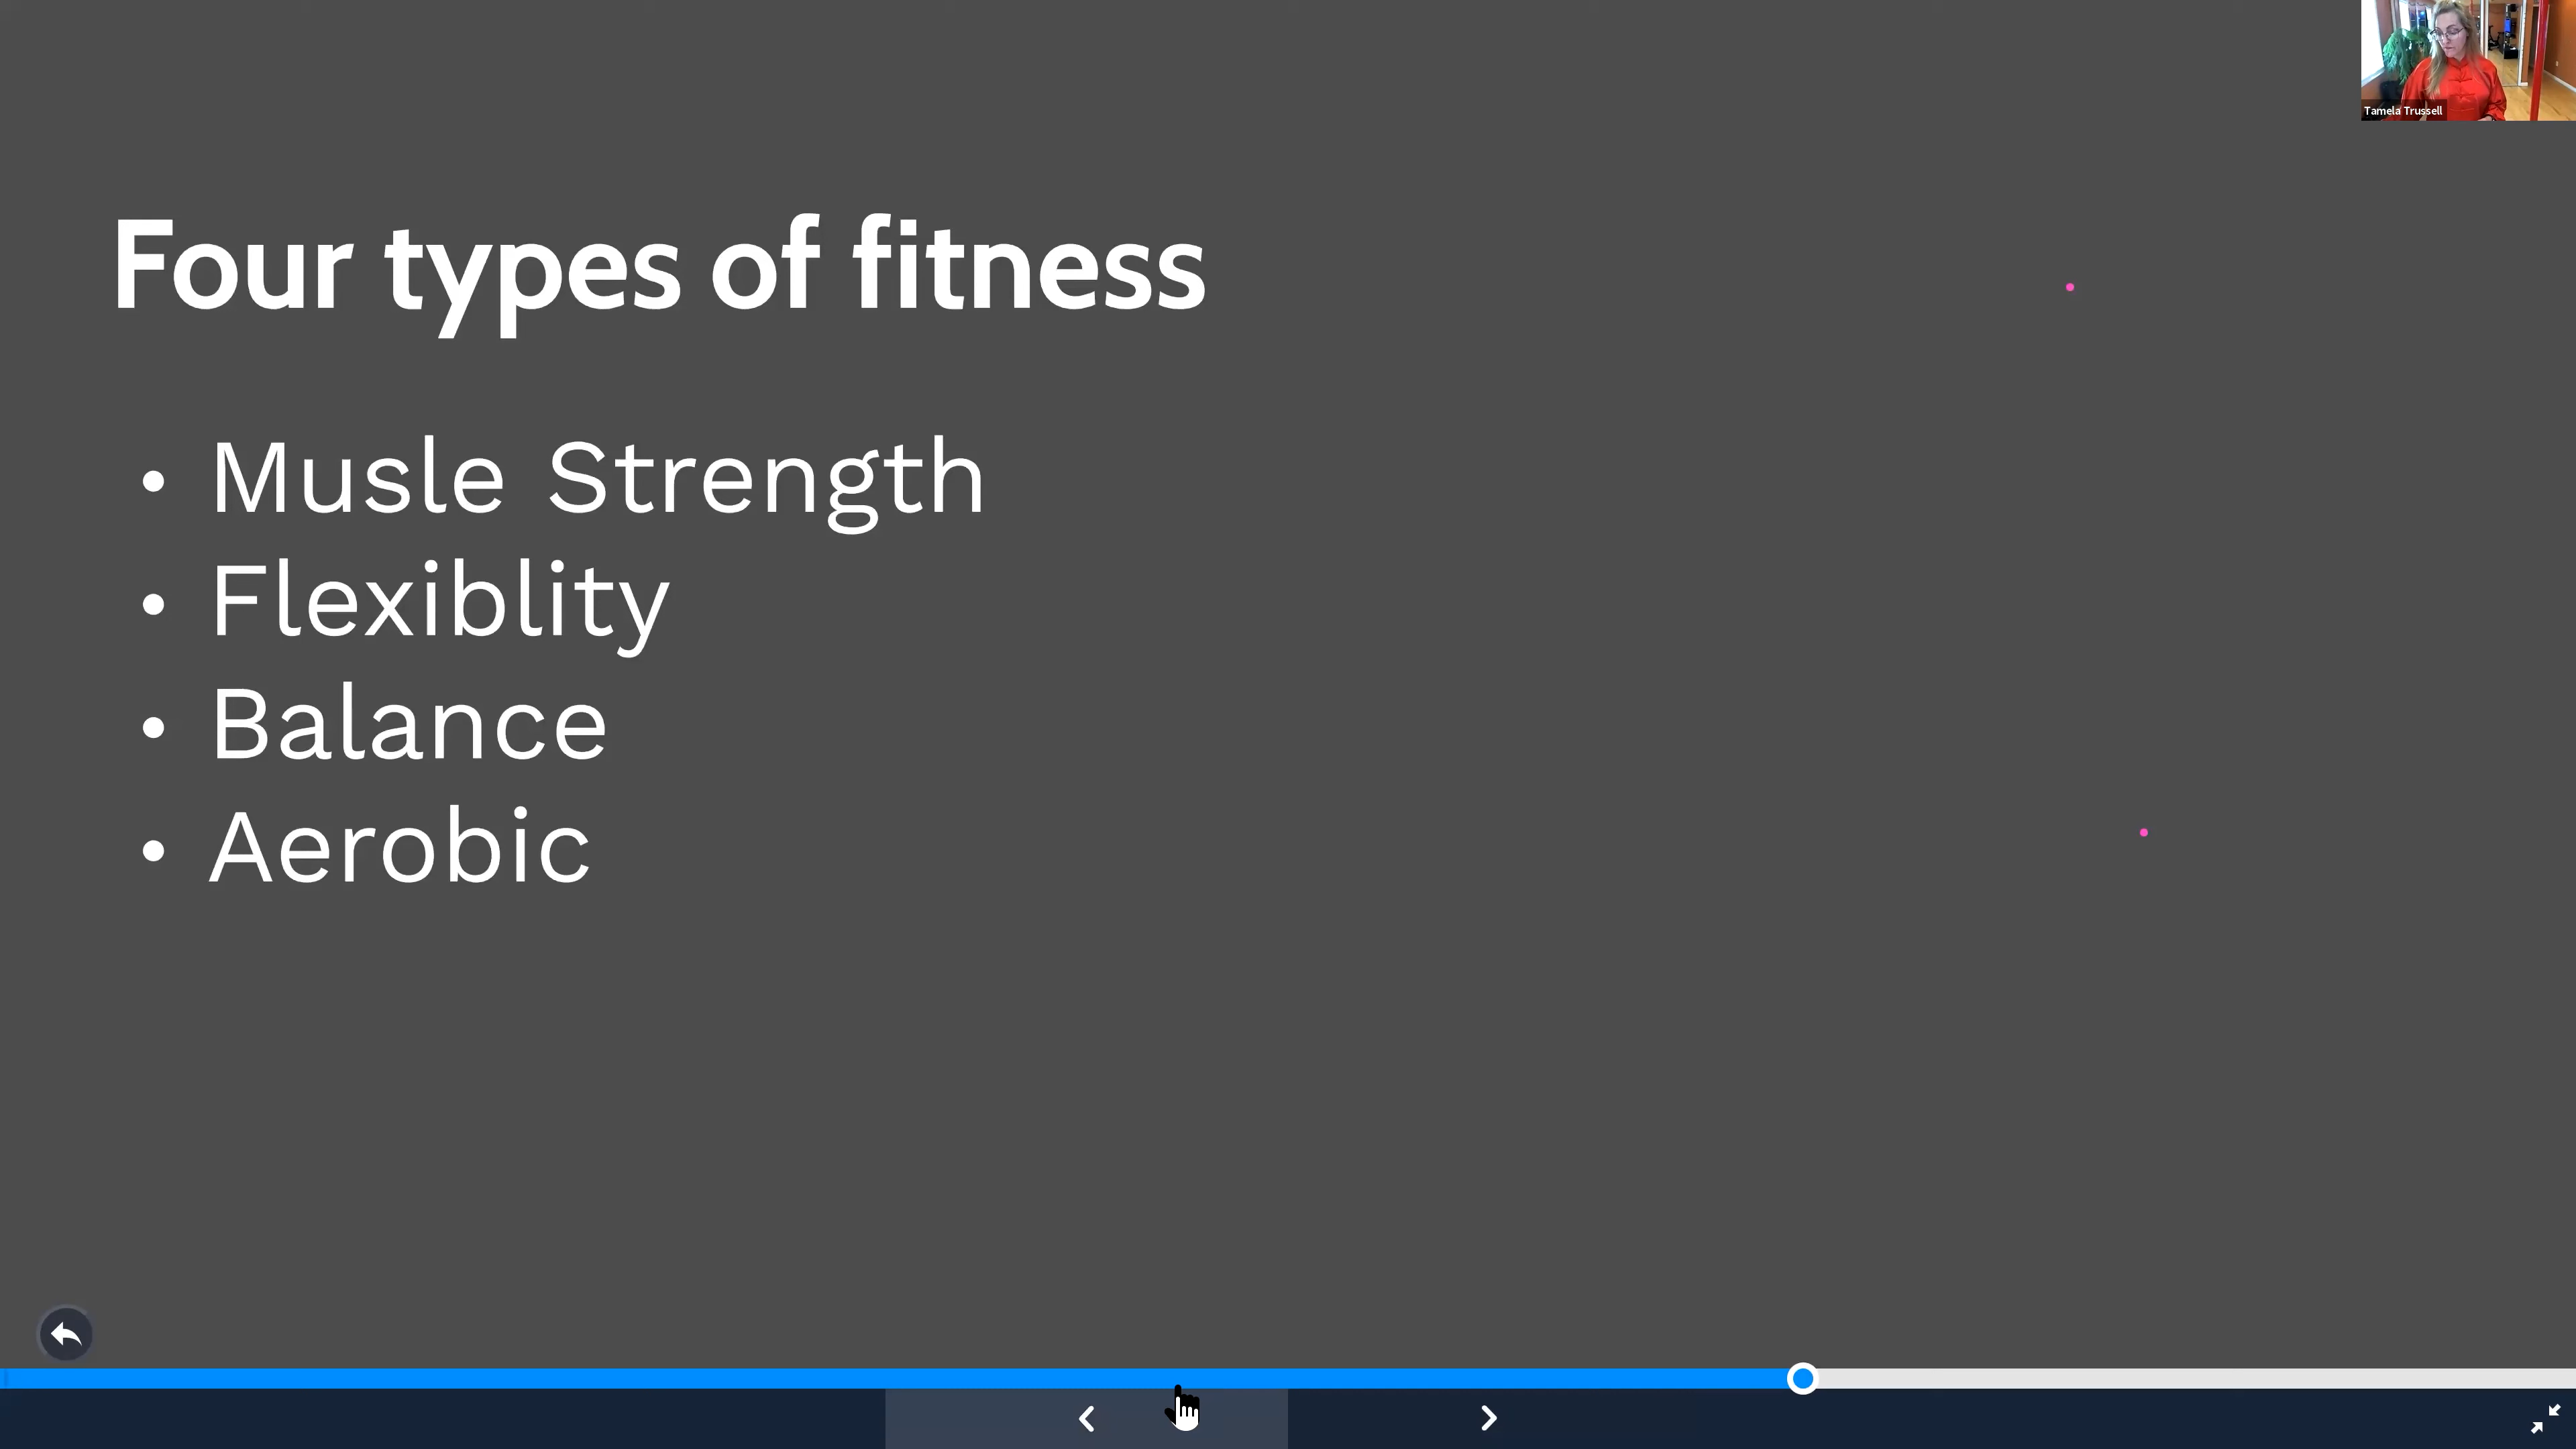 Tamela Trussell
Four types of fitness
• Musle Strength
• Flexiblity
• Balance
• Aerobic